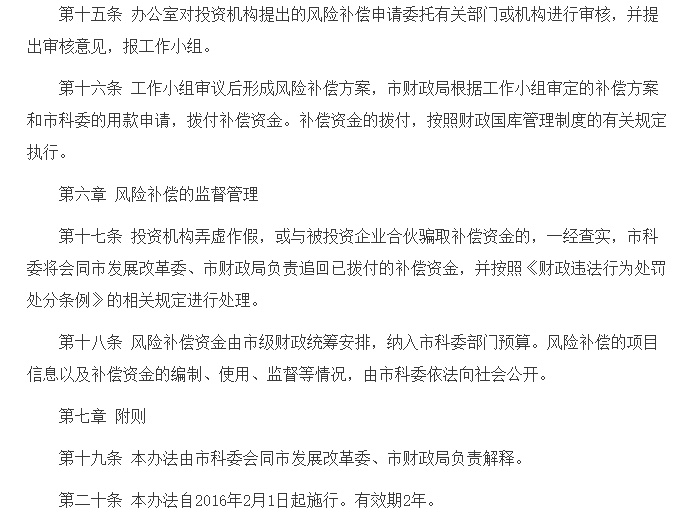 第十五条 办公室对投资机构提出的风险补偿申请委托有关部门或机构进行审核，并提
出审核意见，报工作小组。
第十六条 工作小组审议后形成风险补偿方案，市财政局根据工作小组审定的补偿方案
和市科委的用款申请，拨付补偿资金。补偿资金的拨付，按照财政国库管理制度的有关规定
执行。
第六章 风险补偿的监督管理
第十七条 投资机构弄虚作假，或与被投资企业合伙骗取补偿资金的，一经查实，市科
委将会同市发展改革委、市财政局负责追回已拨付的补偿资金，并按照《财政违法行为处罚
处分条例》的相关规定进行处理。
第十八条 风险补偿资金由市级财政统筹安排，纳入市科委部门预算。风险补偿的项目
信息以及补偿资金的编制、使用、监督等情况，由市科委依法向社会公开。
第七章 附则
第十九条 本办法由市科委会同市发展改革委、市财政局负责解释。
第二十条 本办法自2016年2月1日起施行。有效期2年。